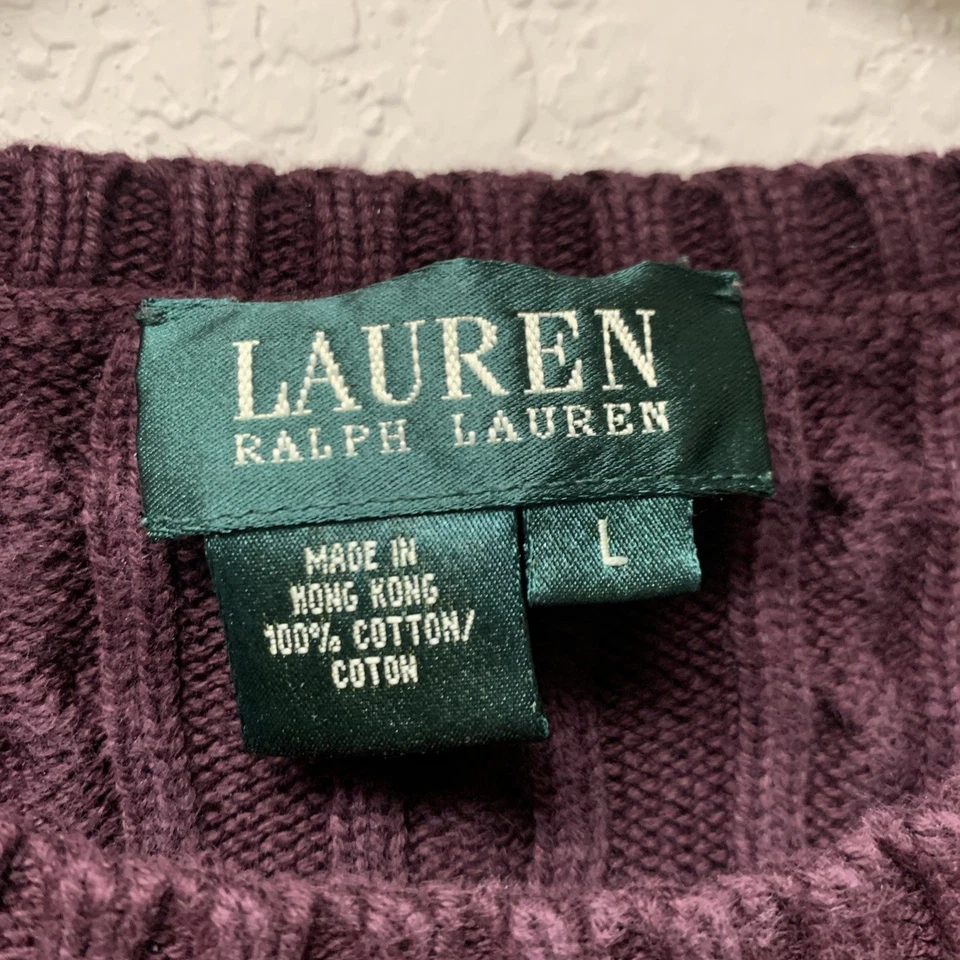 LAUREN
RALPH LAUREN
L
MADE IN
HONG KONG
100% COTTON/
COTON